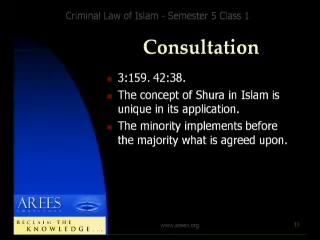 Criminal Law of Islam - Semester 5 Class 1
Consultation
3:159. 42:38.
The concept of Shura in Islam is
unique in its application.
The minority implements before
the majority what is agreed upon.
AREES
RECLAIM THE
KNOWLEDGE
www.arees.org
11